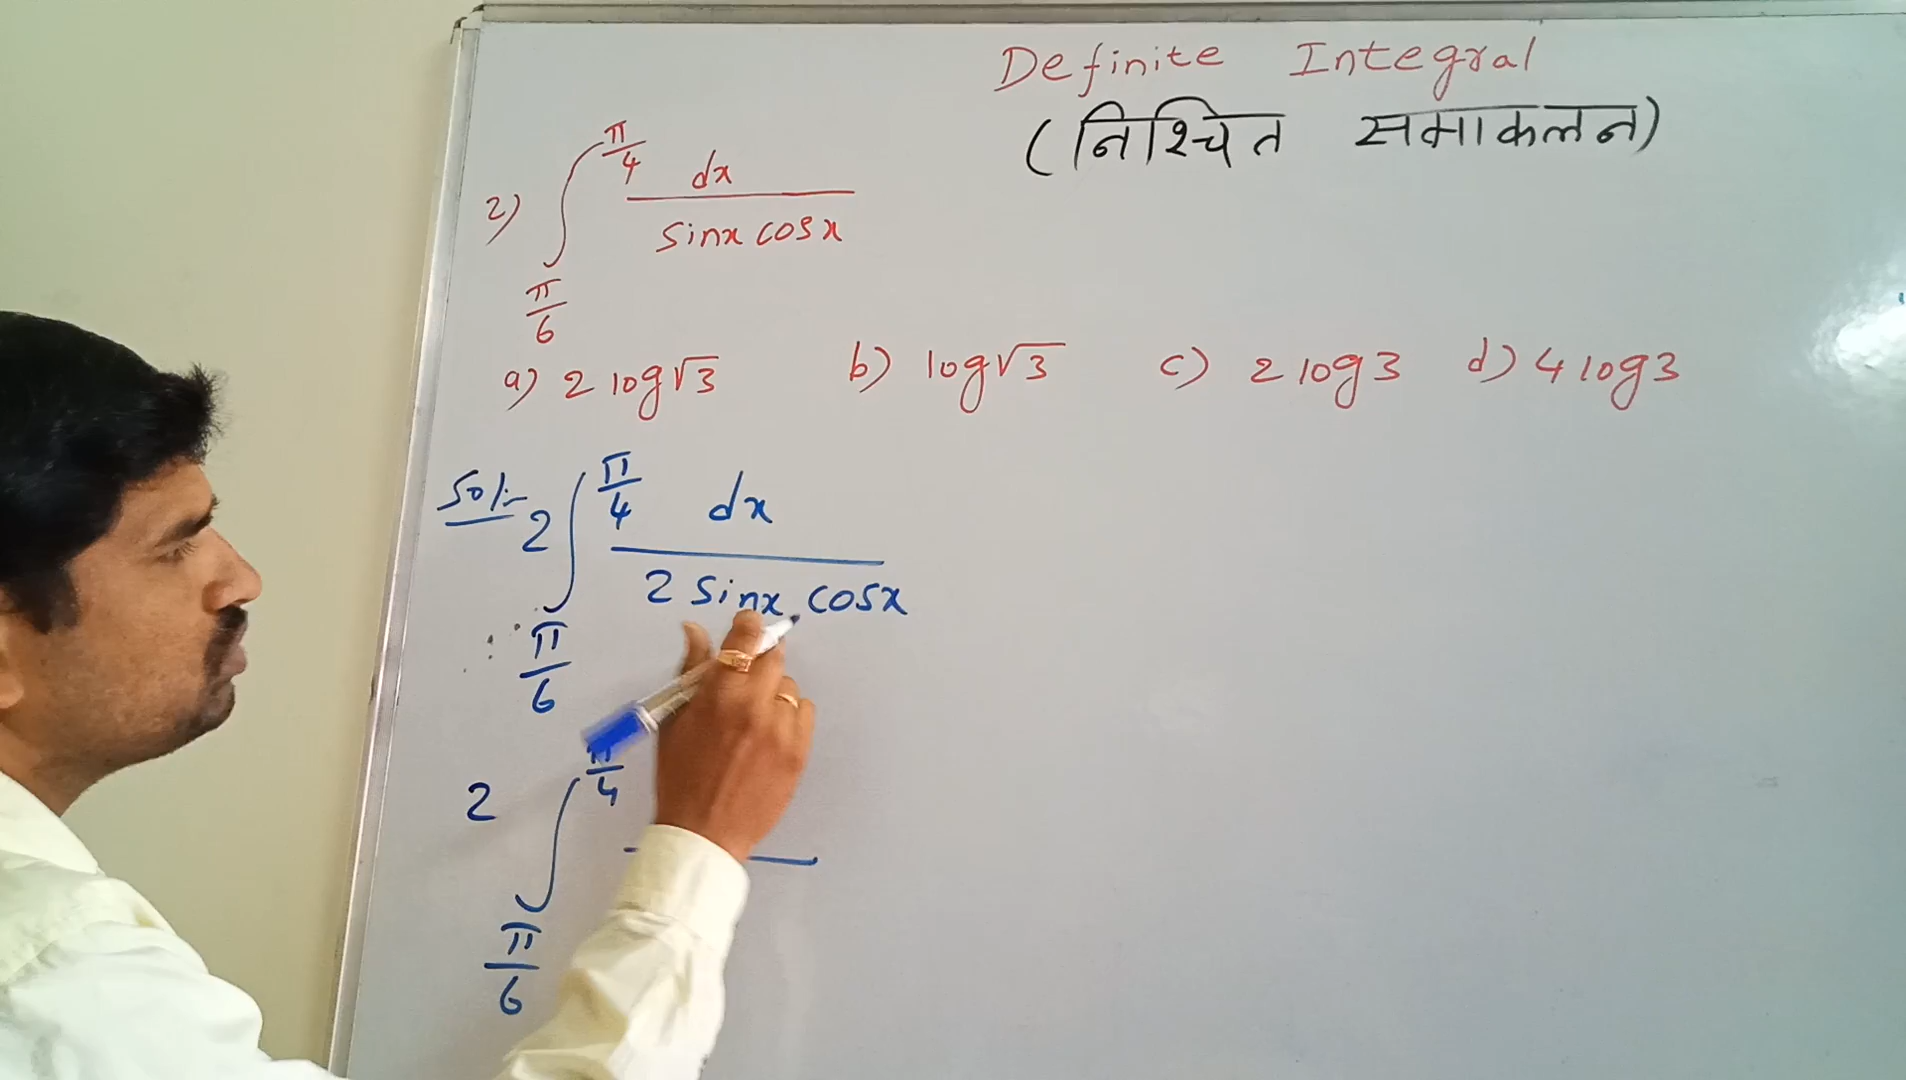 Definite Integral
(निश्चित समाकलन)
2) ∫ π/6 π/4 dx / sinx cosx
a) 2 log√3 b) log√3 c) 2 log3 d) 4 log3
Sol:- 2 ∫ π/6 π/4 dx / 2 sinx cosx
2 ∫ π/6 π/4